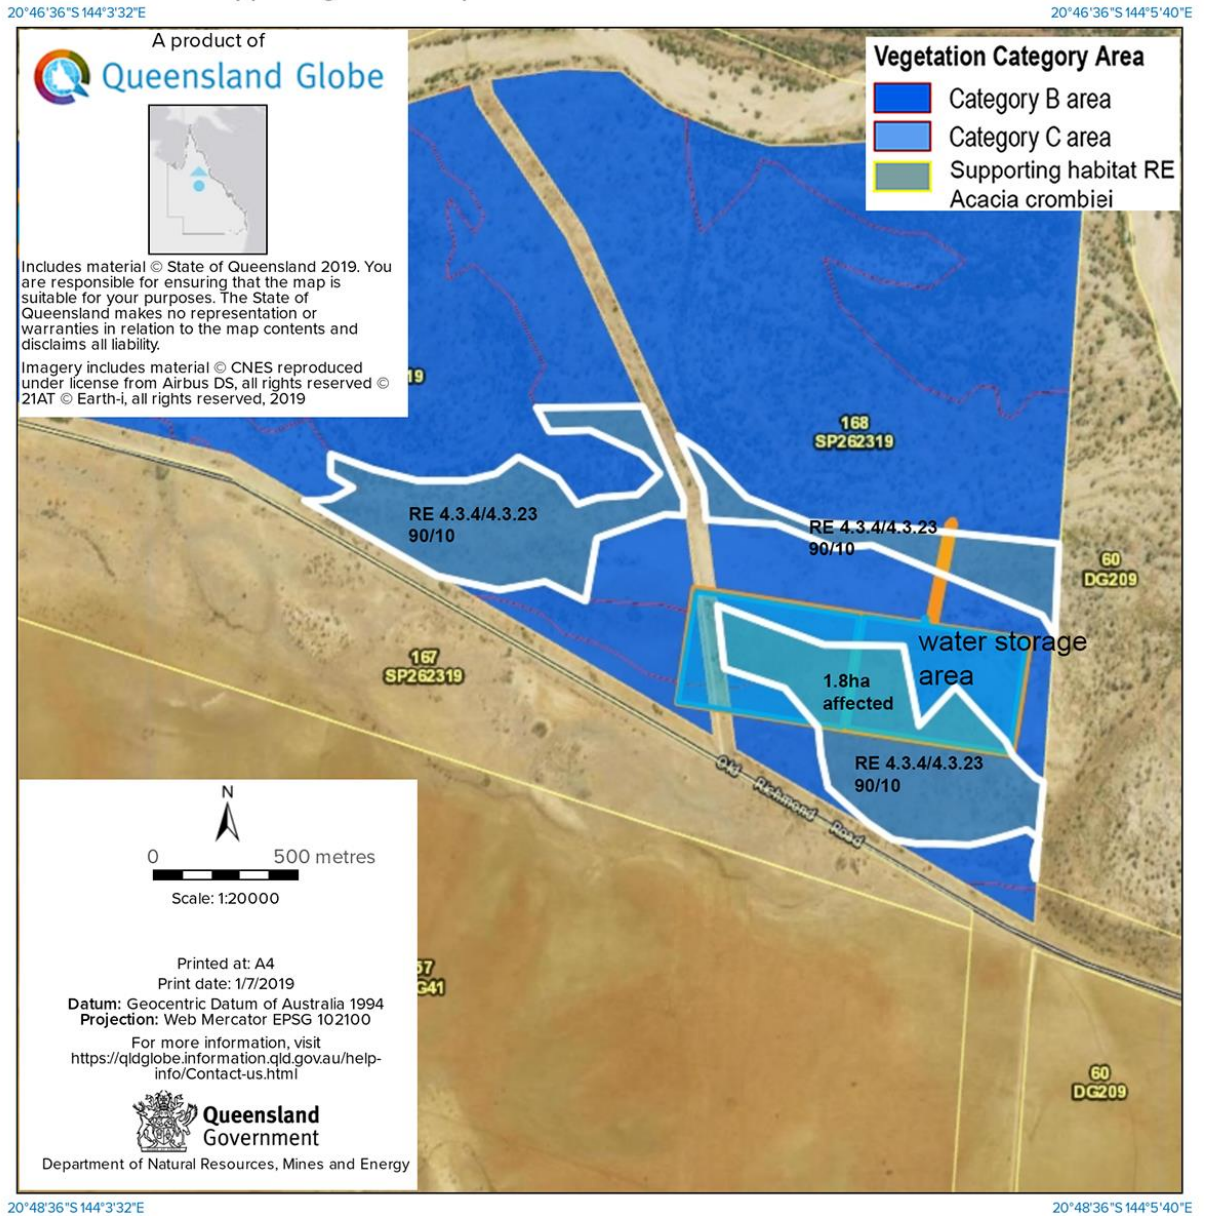 20°46'36"S 144°3'32"E
20°46'36"S 144°5'40"E
A product of
Queensland Globe
Includes material © State of Queensland 2019. You
are responsible for ensuring that the map is
suitable for your purposes. The State of
Queensland makes no representation or
warranties in relation to the map contents and
disclaims all liability.
Imagery includes material © CNES reproduced
under license from Airbus DS, all rights reserved ©
21AT © Earth-i, all rights reserved, 2019
Vegetation Category Area
Category B area
Category C area
Supporting habitat RE
Acacia crombiei
19
168
SP262319
RE 4.3.4/4.3.23
90/10
RE 4.3.4/4.3.23
90/10
60
DG209
water storage
area
167
SP262319
1.8ha
affected
RE 4.3.4/4.3.23
90/10
Old Richmond Road
N
0 500 metres
Scale: 1:20000
Printed at: A4
Print date: 1/7/2019
Datum: Geocentric Datum of Australia 1994
Projection: Web Mercator EPSG 102100
For more information, visit
https://qldglobe.information.qld.gov.au/help-
info/Contact-us.html
Queensland
Government
Department of Natural Resources, Mines and Energy
57
G41
60
DG209
20°48'36"S 144°3'32"E
20°48'36"S 144°5'40"E